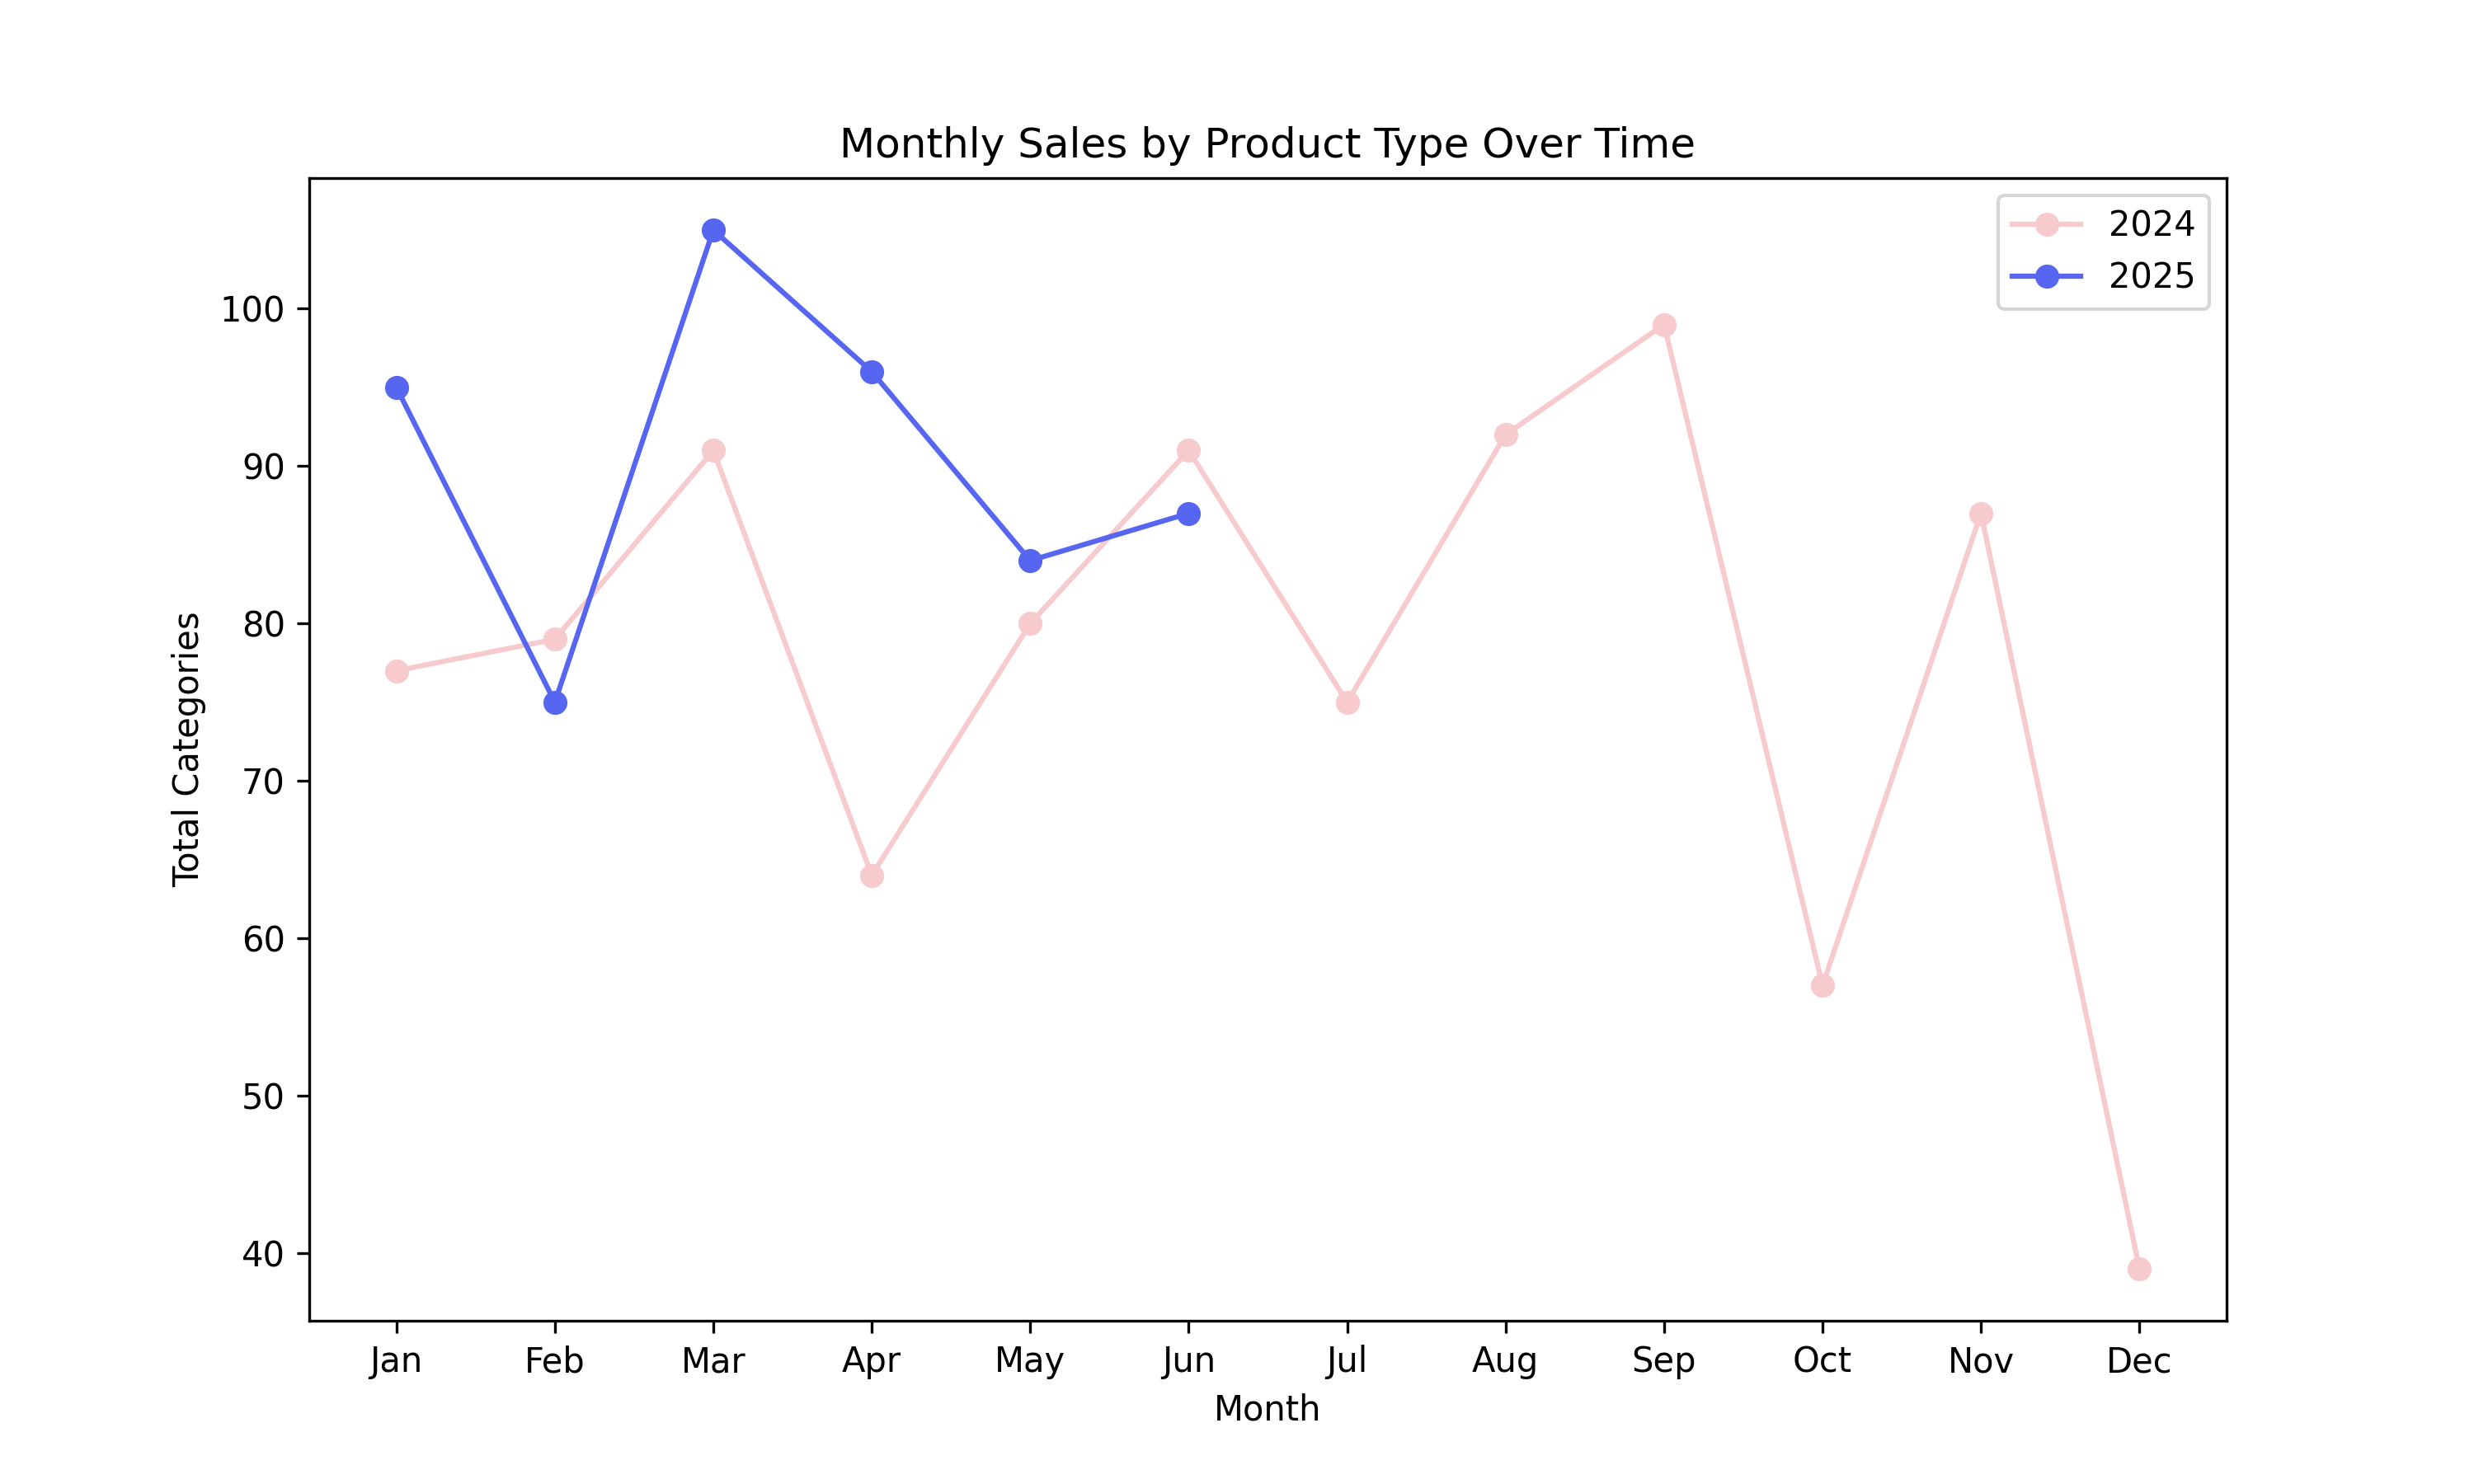 Monthly Sales by Product Type Over Time
2024
2025
100
90
80
70
60
50
40
Total Categories
Jan Feb Mar Apr May Jun Jul Aug Sep Oct Nov Dec
Month